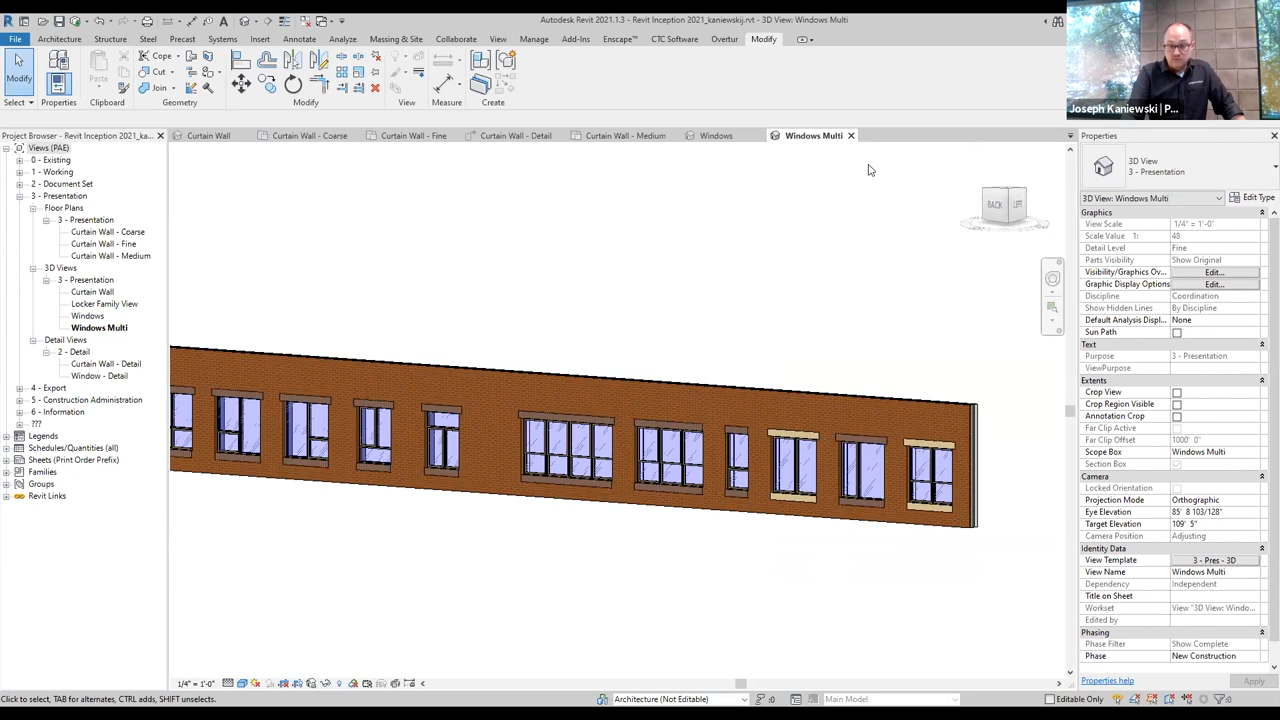 Autodesk Revit 2021.1.3 - Revit Inception 2021_kaniewskij.rvt - 3D View: Windows Multi
File Architecture Structure Steel Precast Systems Insert Annotate Analyze Massing & Site Collaborate View Manage Add-Ins Enscape™ CTC Software Overtur Modify
Modify
Paste
Cope
Cut
Join
Select Properties Clipboard Geometry Modify View Measure Create
Joseph Kaniewski | P...
Project Browser - Revit Inception 2021_ka...
Curtain Wall Curtain Wall - Coarse Curtain Wall - Fine Curtain Wall - Detail Curtain Wall - Medium Windows Windows Multi
Views (PAE)
0 - Existing
1 - Working
2 - Document Set
3 - Presentation
Floor Plans
3 - Presentation
Curtain Wall - Coarse
Curtain Wall - Fine
Curtain Wall - Medium
3D Views
3 - Presentation
Curtain Wall
Locker Family View
Windows
Windows Multi
Detail Views
2 - Detail
Curtain Wall - Detail
Window - Detail
4 - Export
5 - Construction Administration
6 - Information
???
Legends
Schedules/Quantities (all)
Sheets (Print Order Prefix)
Families
Groups
Revit Links
BACK LEFT
Properties
3D View
3 - Presentation
3D View: Windows Multi Edit Type
Graphics
View Scale 1/4" = 1'-0"
Scale Value 1: 48
Detail Level Fine
Parts Visibility Show Original
Visibility/Graphics Ov... Edit...
Graphic Display Options Edit...
Discipline Coordination
Show Hidden Lines By Discipline
Default Analysis Displ... None
Sun Path
Text
Purpose 3 - Presentation
ViewPurpose
Extents
Crop View
Crop Region Visible
Annotation Crop
Far Clip Active
Far Clip Offset 1000' 0"
Scope Box Windows Multi
Section Box
Camera
Locked Orientation
Projection Mode Orthographic
Eye Elevation 85' 8 103/128"
Target Elevation 109' 5"
Camera Position Adjusting
Identity Data
View Template 3 - Pres - 3D
View Name Windows Multi
Dependency Independent
Title on Sheet
Workset View "3D View: Windo...
Edited by
Phasing
Phase Filter Show Complete
Phase New Construction
Properties help Apply
1/4" = 1'-0"
Click to select, TAB for alternates, CTRL adds, SHIFT unselects.
Architecture (Not Editable) :0 Main Model Editable Only :0